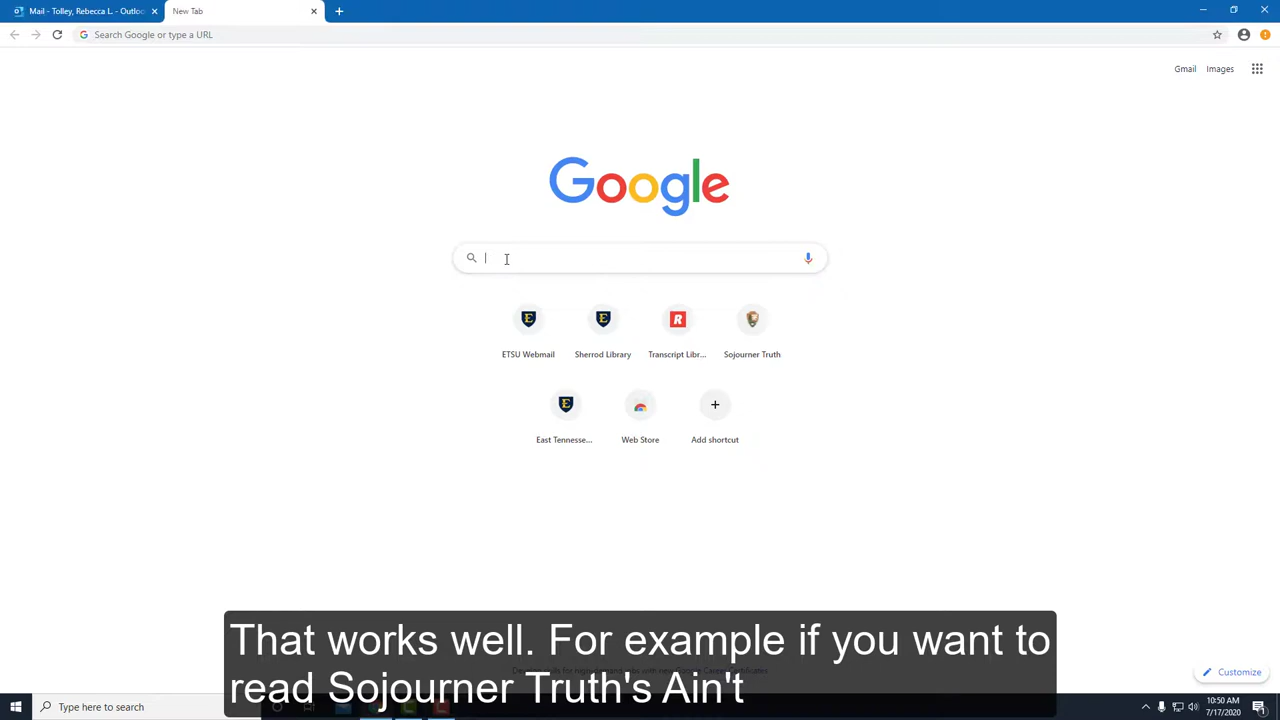 Mail - Tolley, Rebecca L. - Outloo
New Tab
Search Google or type a URL
Gmail Images
Google
ETSU Webmail Sherrod Library Transcript Libr... Sojourner Truth
East Tennesse... Web Store Add shortcut
That works well. For example if you want to
read Sojourner Truth's Ain't
Customize
Type here to search
10:50 AM
7/17/2020